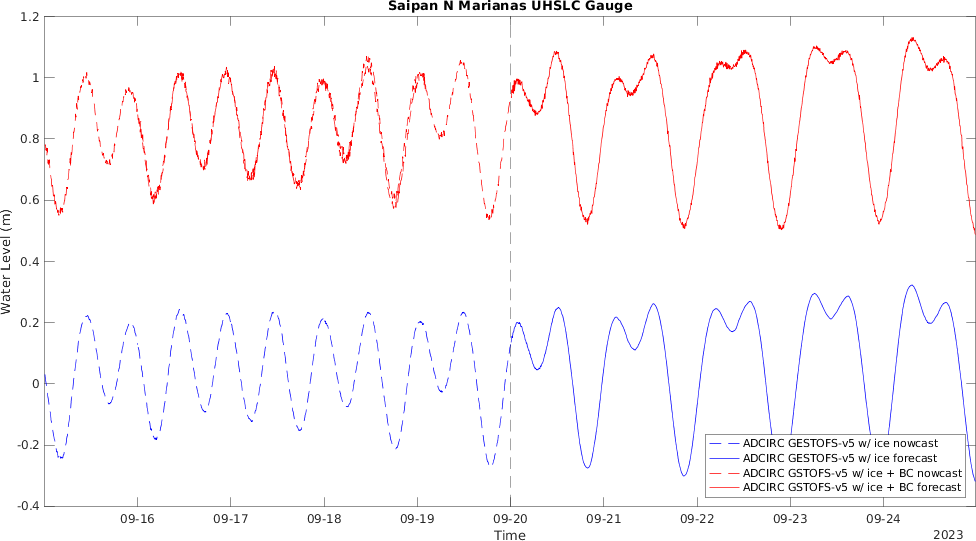 Saipan N Marianas UHSLC Gauge
1.2
1
0.8
0.6
0.4
0.2
0
-0.2
-0.4
Water Level (m)
ADCIRC GESTOFS-v5 w/ ice nowcast
ADCIRC GESTOFS-v5 w/ ice forecast
ADCIRC GSTOFS-v5 w/ ice + BC nowcast
ADCIRC GSTOFS-v5 w/ ice + BC forecast
09-16 09-17 09-18 09-19 09-20 09-21 09-22 09-23 09-24
Time
2023